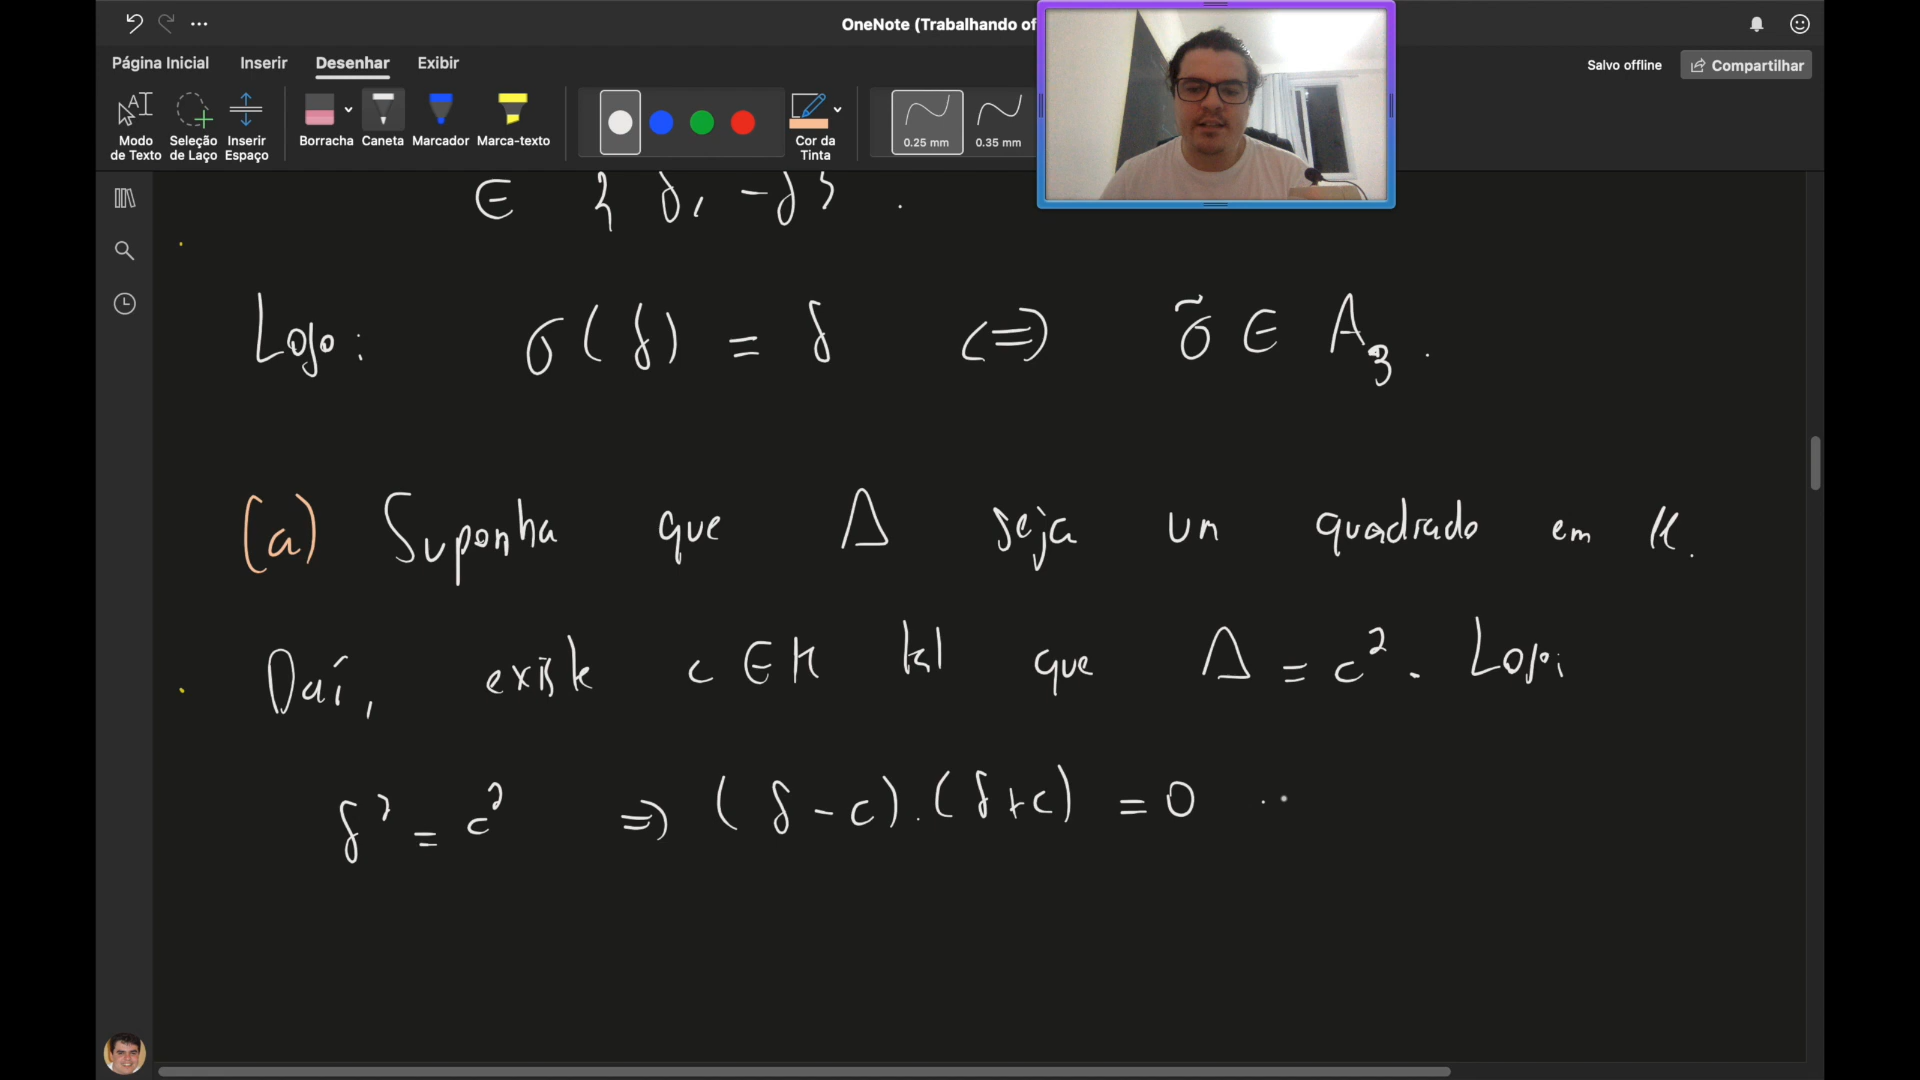 OneNote (Trabalhando of
Página Inicial Inserir Desenhar Exibir
Salvo offline Compartilhar
Modo de Texto Seleção de Laço Inserir Espaço Borracha Caneta Marcador Marca-texto Cor da Tinta 0.25 mm 0.35 mm
∈ { δ, -δ } .
Logo: σ(δ) = δ <=> σ̃ ∈ A₃ .
(a) Suponha que Δ seja um quadrado em K.
Daí, existe c ∈ K tal que Δ = c² . Logo:
δ² = c² => (δ - c).(δ+c) = 0 ..